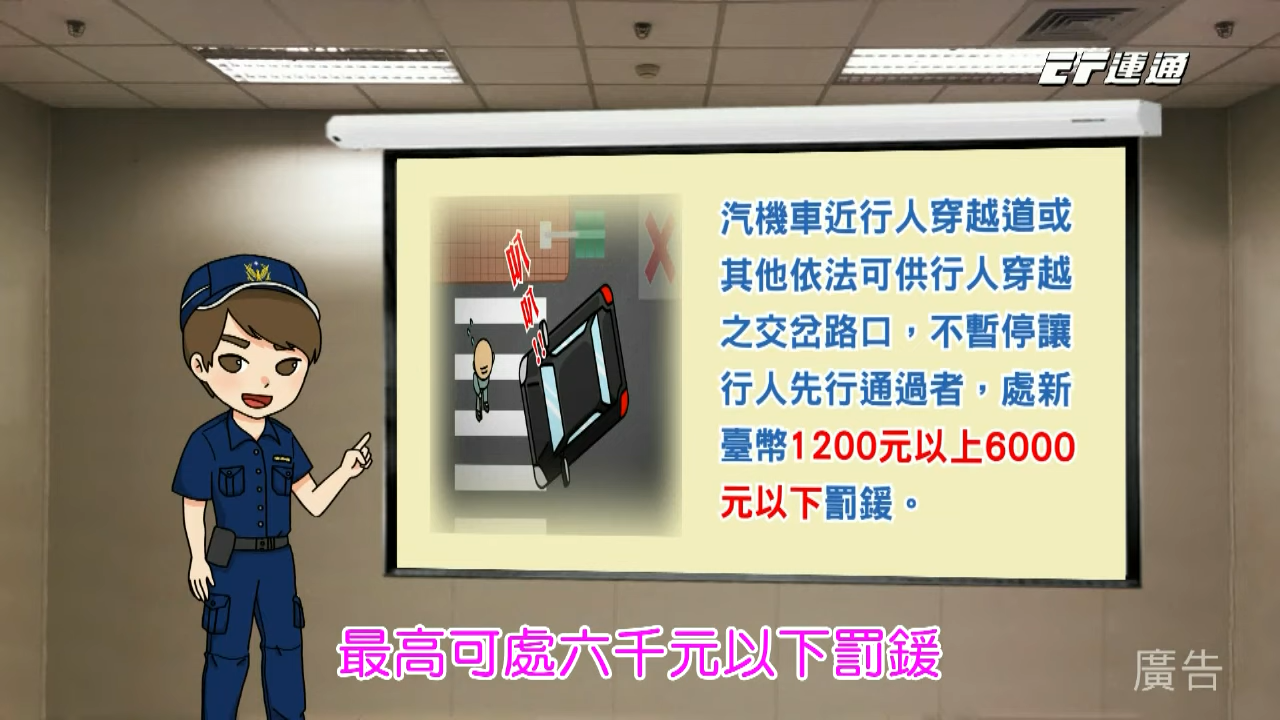 ET運通
叭
叭
!!
汽機車近行人穿越道或
其他依法可供行人穿越
之交岔路口，不暫停讓
行人先行通過者，處新
臺幣1200元以上6000
元以下罰鍰。
最高可處六千元以下罰鍰
廣告